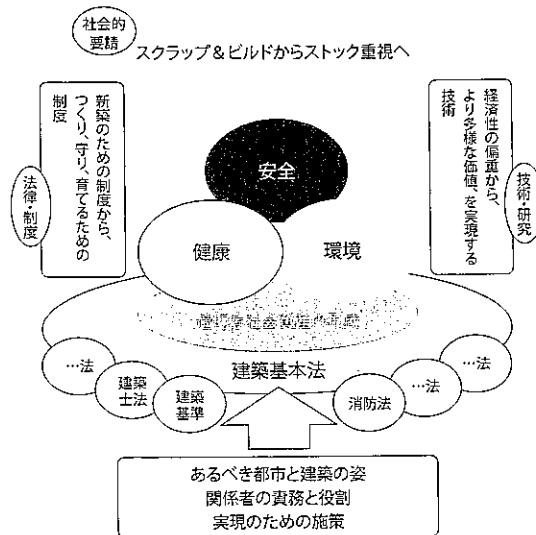 社会的
要請
スクラップ＆ビルドからストック重視へ
新築のための制度から、
つくり、守り、育てるための
制度
法律・制度
経済性の偏重から、
より多様な価値、を実現する
技術
技術・研究
安全
健康
環境
建築基本法
…法
建築
士法
建築
基準
消防法
…法
…法
あるべき都市と建築の姿
関係者の責務と役割
実現のための施策